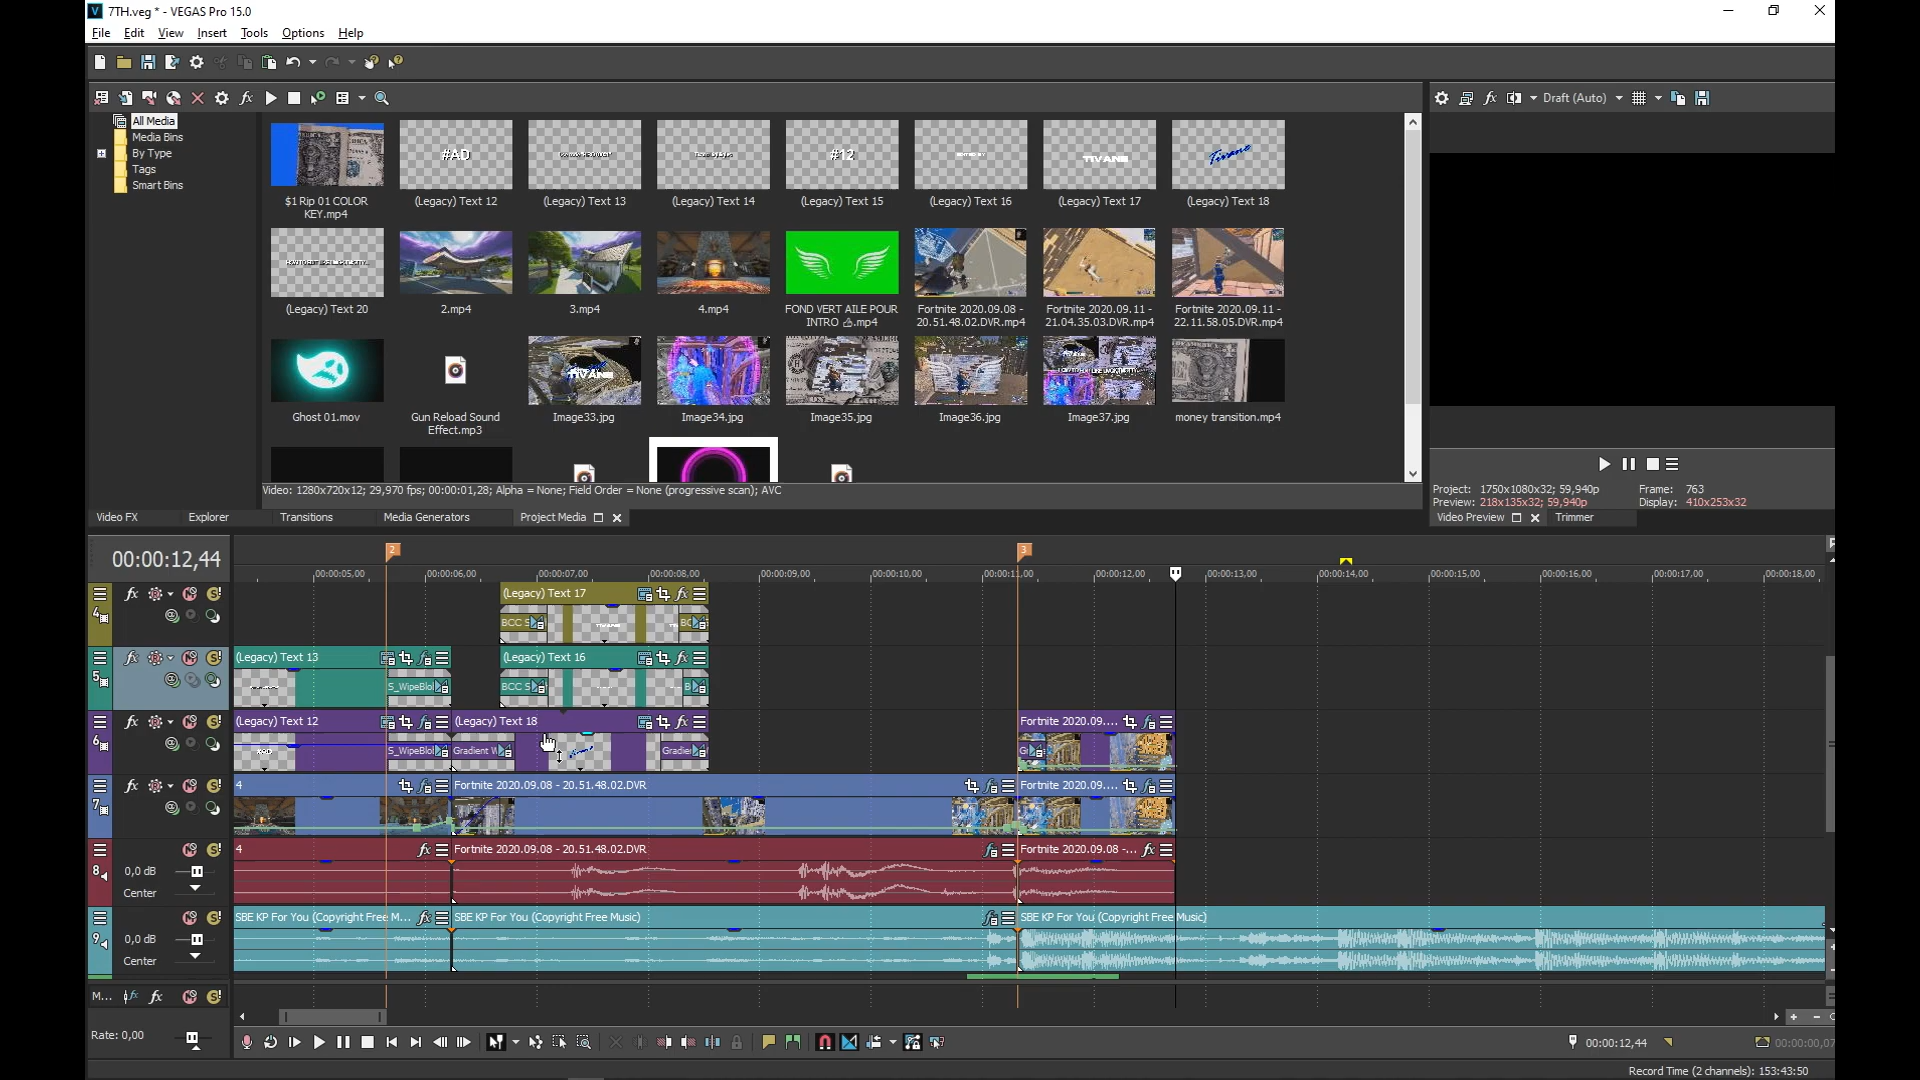 7TH.veg * - VEGAS Pro 15.0
File Edit View Insert Tools Options Help
Draft (Auto)
All Media
Media Bins
By Type
Tags
Smart Bins
#AD
#12
EDITED BY
TIVANE
Tivane
$1 Rip 01 COLOR KEY.mp4
(Legacy) Text 12
(Legacy) Text 13
(Legacy) Text 14
(Legacy) Text 15
(Legacy) Text 16
(Legacy) Text 17
(Legacy) Text 18
(Legacy) Text 20
2.mp4
3.mp4
4.mp4
FOND VERT AILE POUR INTRO 👍.mp4
Fortnite 2020.09.08 - 20.51.48.02.DVR.mp4
Fortnite 2020.09.11 - 21.04.35.03.DVR.mp4
Fortnite 2020.09.11 - 22.11.58.05.DVR.mp4
TIVANE
Ghost 01.mov
Gun Reload Sound Effect.mp3
Image33.jpg
Image34.jpg
Image35.jpg
Image36.jpg
Image37.jpg
money transition.mp4
Video: 1280x720x12; 29,970 fps; 00:00:01,28; Alpha = None; Field Order = None (progressive scan); AVC
Project: 1750x1080x32; 59,940p
Frame: 763
Preview: 218x135x32; 59,940p
Display: 410x253x32
Video FX
Explorer
Transitions
Media Generators
Project Media
Video Preview
Trimmer
00:00:12,44
2
3
00:00:05,00
00:00:06,00
00:00:07,00
00:00:08,00
00:00:09,00
00:00:10,00
00:00:11,00
00:00:12,00
00:00:13,00
00:00:14,00
00:00:15,00
00:00:16,00
00:00:17,00
00:00:18,00
4
(Legacy) Text 17
BCC S
5
(Legacy) Text 13
(Legacy) Text 16
S_WipeBlol
BCC S
6
(Legacy) Text 12
(Legacy) Text 18
Fortnite 2020.09....
S_WipeBlol
Gradient W
Gradie
7
4
Fortnite 2020.09.08 - 20.51.48.02.DVR
Fortnite 2020.09....
8
4
Fortnite 2020.09.08 - 20.51.48.02.DVR
Fortnite 2020.09.08 -...
0,0 dB
Center
9
SBE KP For You (Copyright Free M...
SBE KP For You (Copyright Free Music)
SBE KP For You (Copyright Free Music)
0,0 dB
Center
M...
Rate: 0,00
00:00:12,44
00:00:00,07
Record Time (2 channels): 153:43:50